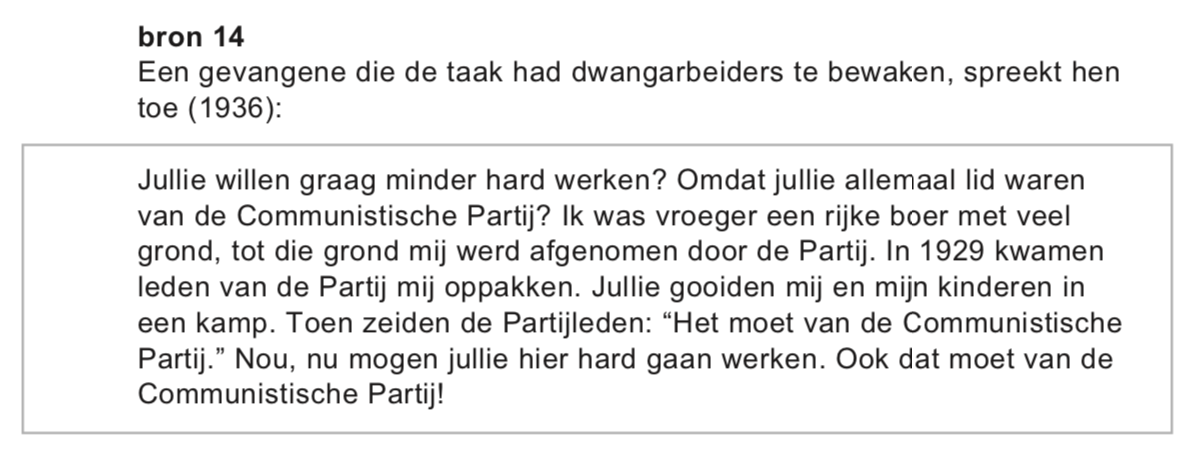 bron 14
Een gevangene die de taak had dwangarbeiders te bewaken, spreekt hen
toe (1936):
Jullie willen graag minder hard werken? Omdat jullie allemaal lid waren
van de Communistische Partij? Ik was vroeger een rijke boer met veel
grond, tot die grond mij werd afgenomen door de Partij. In 1929 kwamen
leden van de Partij mij oppakken. Jullie gooiden mij en mijn kinderen in
een kamp. Toen zeiden de Partijleden: “Het moet van de Communistische
Partij.” Nou, nu mogen jullie hier hard gaan werken. Ook dat moet van de
Communistische Partij!